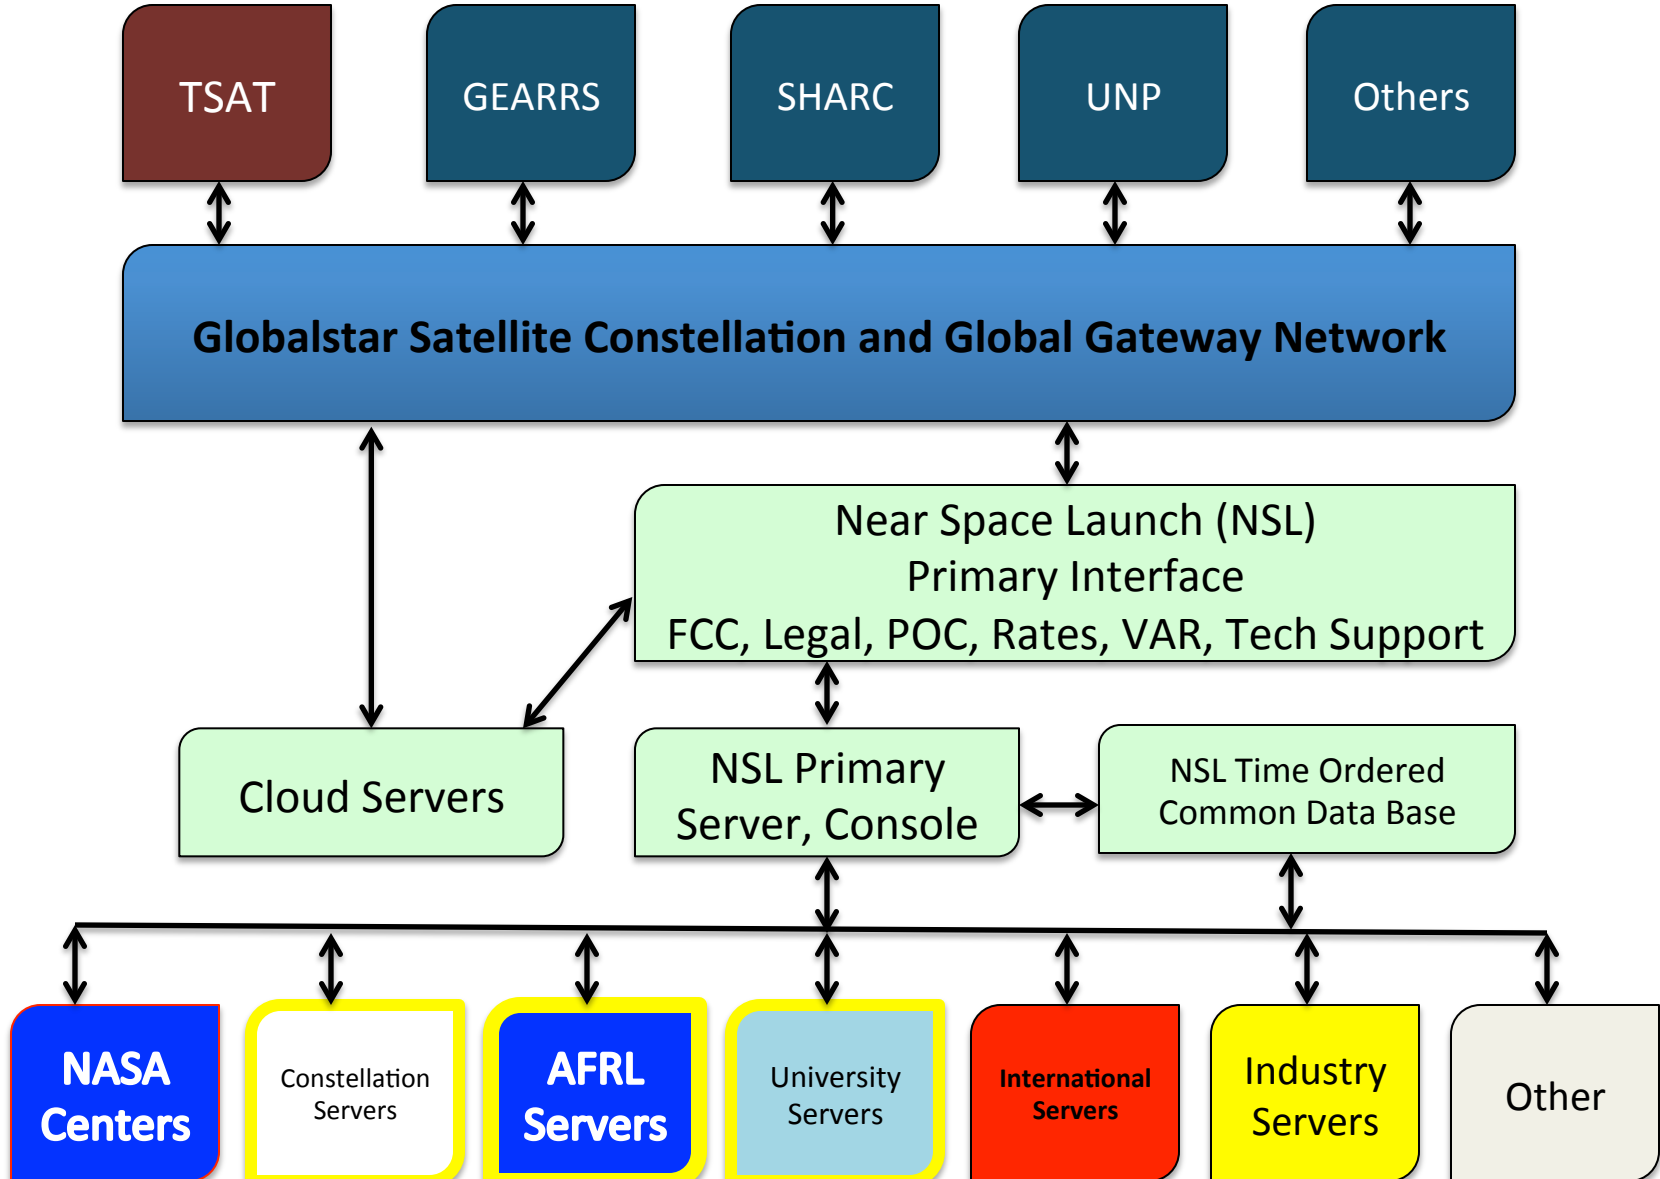 TSAT
GEARRS
SHARC
UNP
Others
Globalstar Satellite Constellation and Global Gateway Network
Near Space Launch (NSL)
Primary Interface
FCC, Legal, POC, Rates, VAR, Tech Support
Cloud Servers
NSL Primary
Server, Console
NSL Time Ordered
Common Data Base
NASA
Centers
Constellation
Servers
AFRL
Servers
University
Servers
International
Servers
Industry
Servers
Other